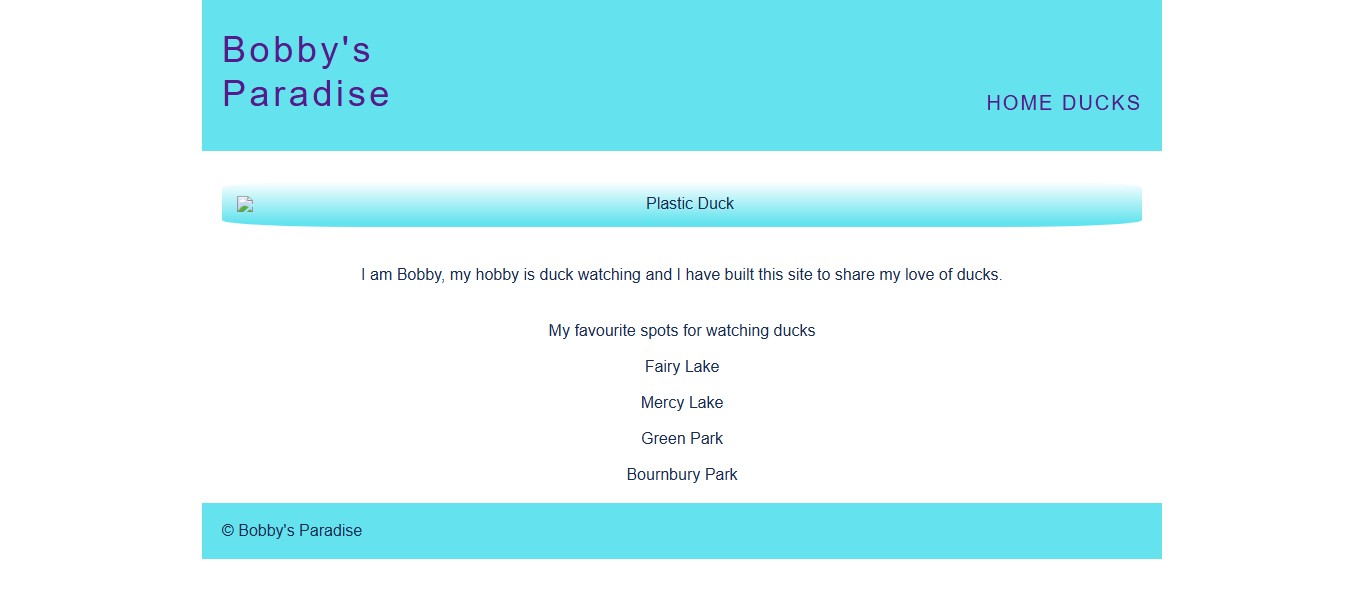 Bobby's
Paradise
HOME DUCKS
Plastic Duck
I am Bobby, my hobby is duck watching and I have built this site to share my love of ducks.
My favourite spots for watching ducks
Fairy Lake
Mercy Lake
Green Park
Bournbury Park
© Bobby's Paradise